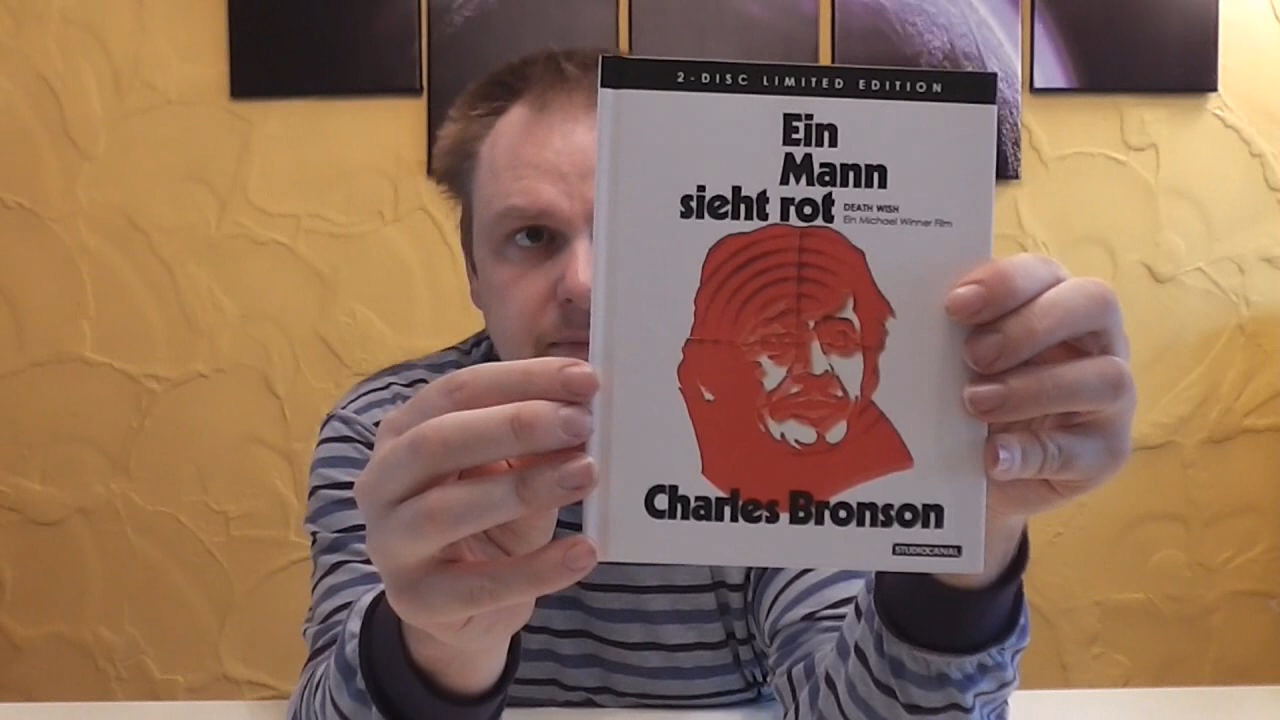 2-DISC LIMITED EDITION
Ein
Mann
sieht rot
DEATH WISH
Ein Michael Winner Film
Charles Bronson
STUDIOCANAL